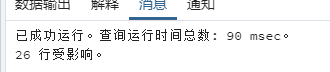 数据输出 解释 消息 通知
已成功运行。查询运行时间总数: 90 msec。
26 行受影响。